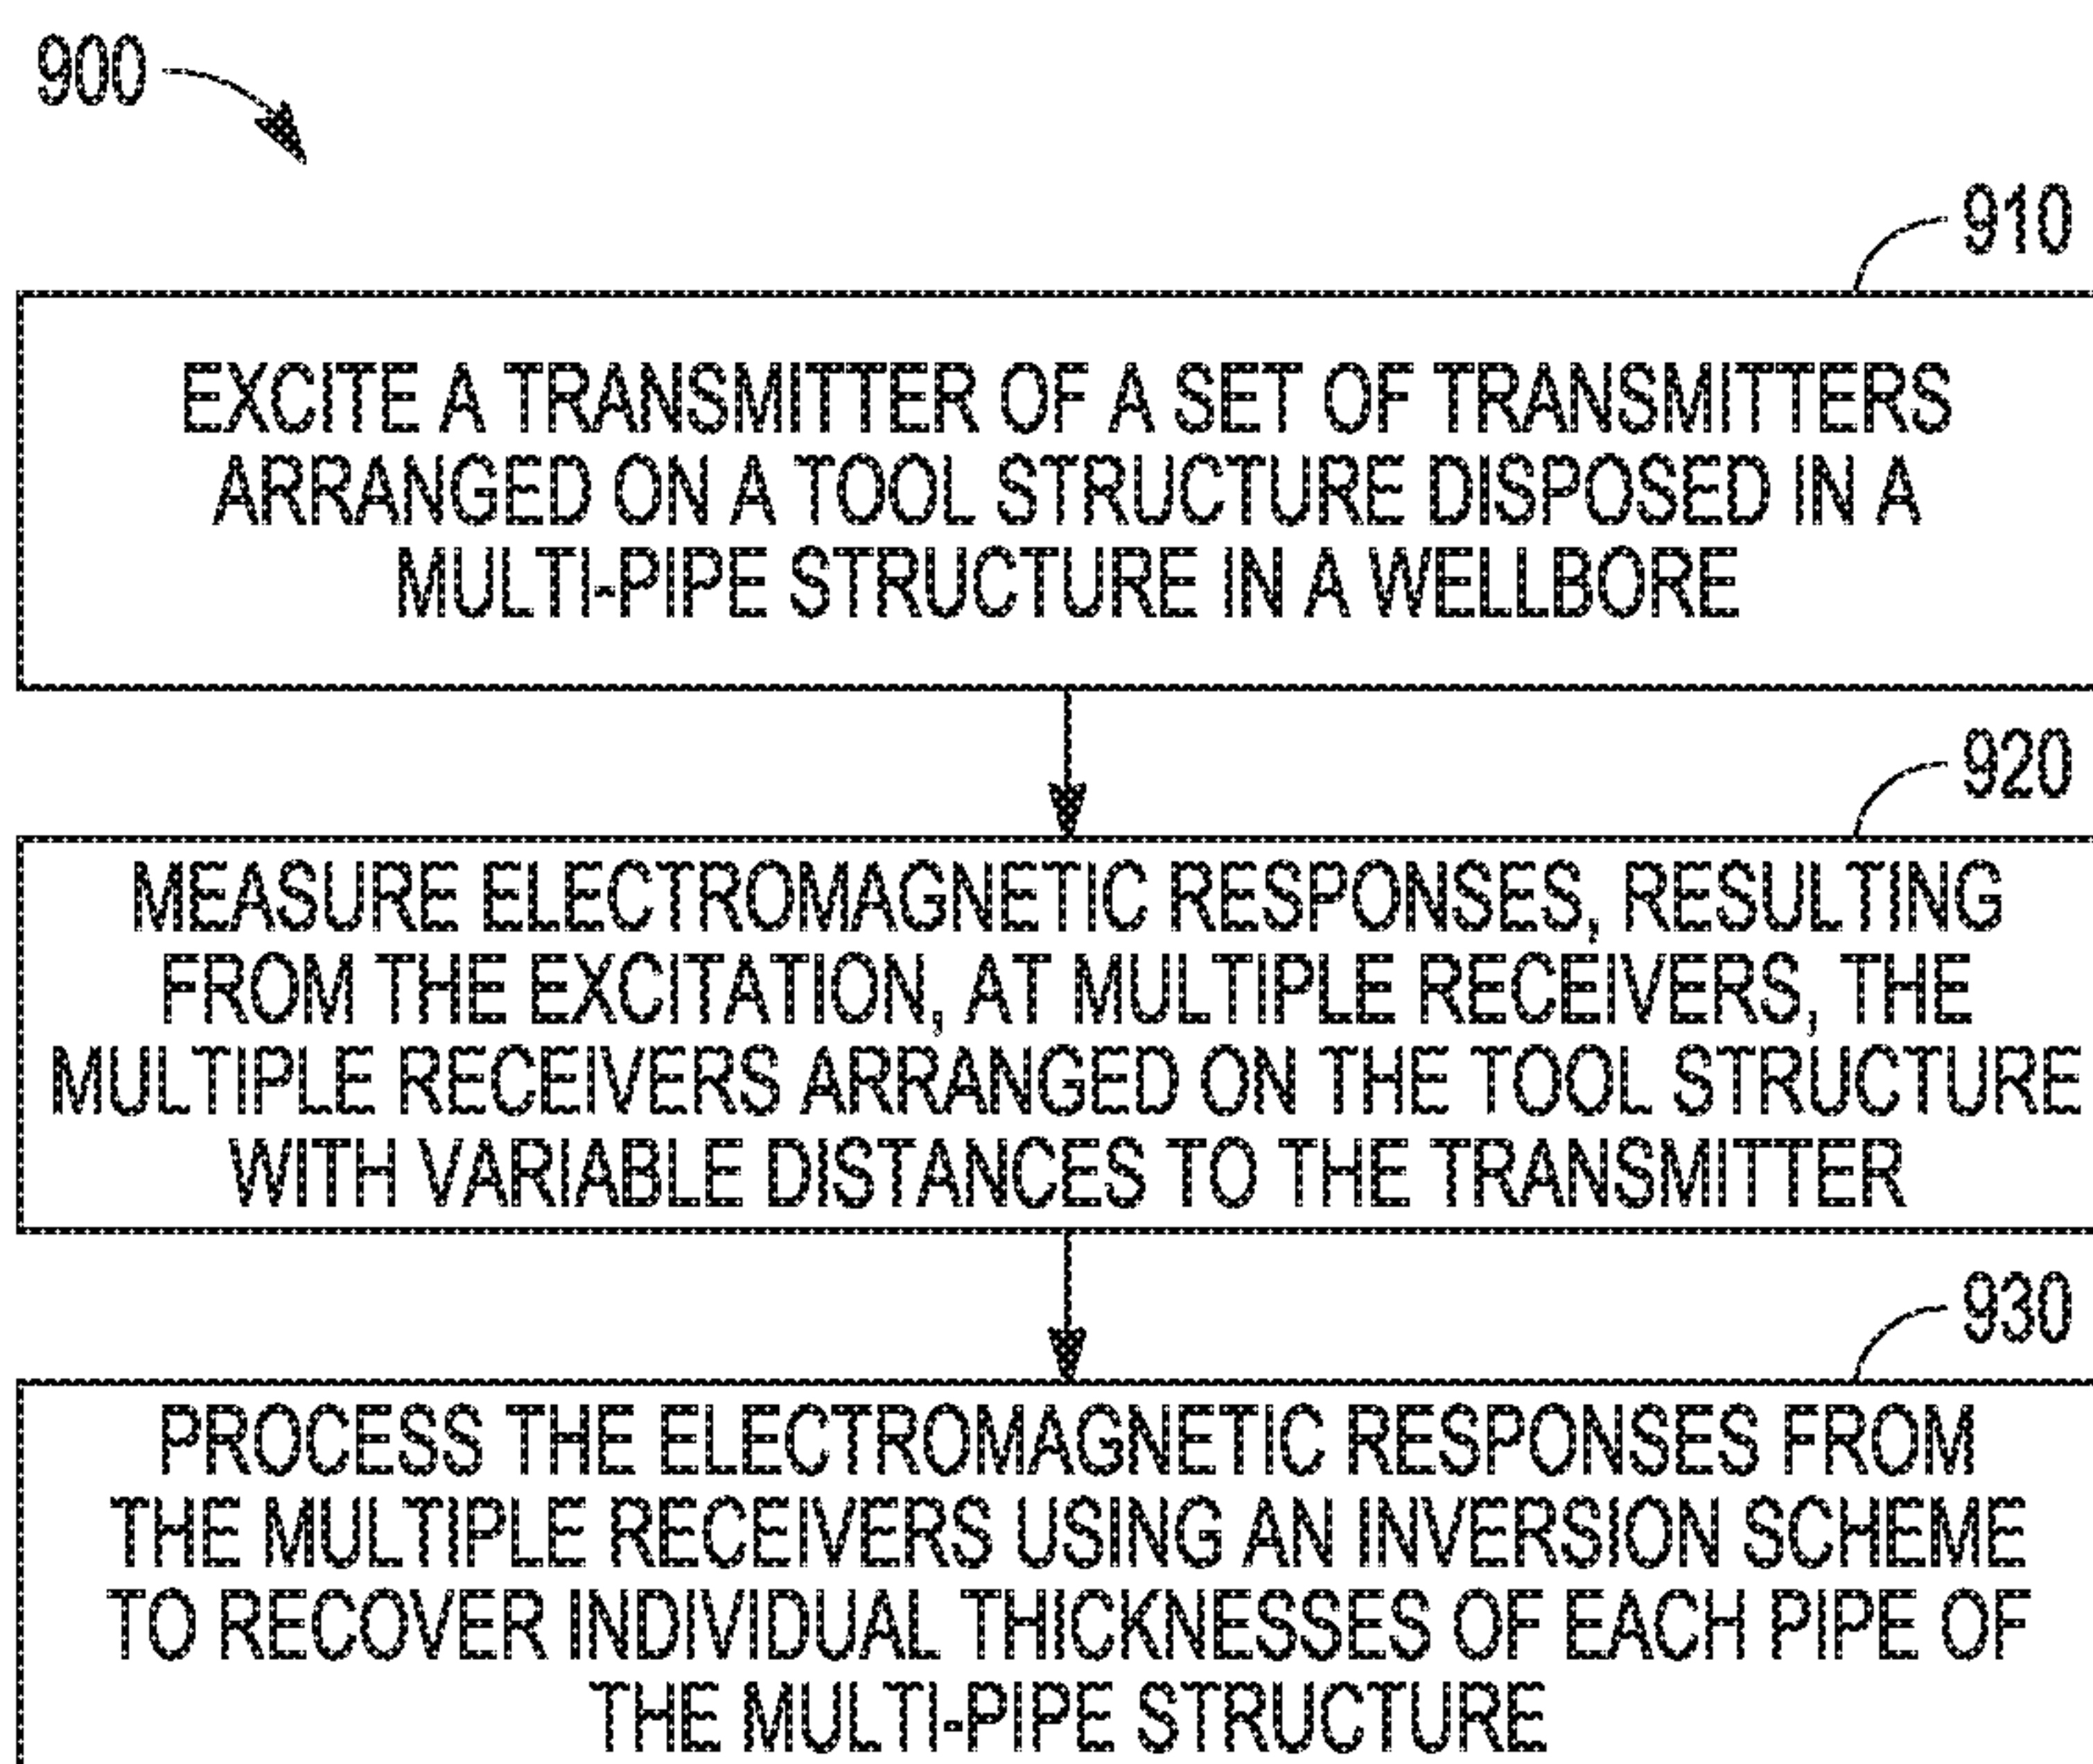 900
910
EXCITE A TRANSMITTER OF A SET OF TRANSMITTERS
ARRANGED ON A TOOL STRUCTURE DISPOSED IN A
MULTI-PIPE STRUCTURE IN A WELLBORE
920
MEASURE ELECTROMAGNETIC RESPONSES, RESULTING
FROM THE EXCITATION, AT MULTIPLE RECEIVERS, THE
MULTIPLE RECEIVERS ARRANGED ON THE TOOL STRUCTURE
WITH VARIABLE DISTANCES TO THE TRANSMITTER
930
PROCESS THE ELECTROMAGNETIC RESPONSES FROM
THE MULTIPLE RECEIVERS USING AN INVERSION SCHEME
TO RECOVER INDIVIDUAL THICKNESSES OF EACH PIPE OF
THE MULTI-PIPE STRUCTURE